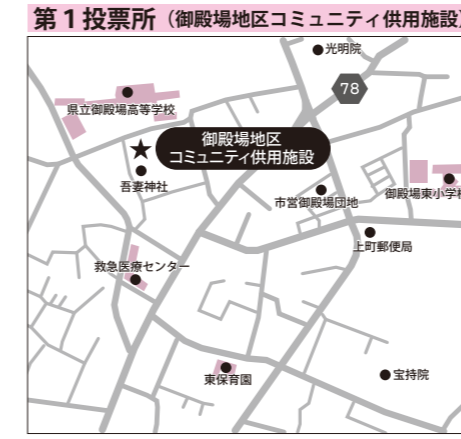 第1投票所（御殿場地区コミュニティ供用施設）
光明院
78
県立御殿場高等学校
御殿場地区
コミュニティ供用施設
吾妻神社
市営御殿場団地
御殿場東小学校
上町郵便局
救急医療センター
東保育園
宝持院